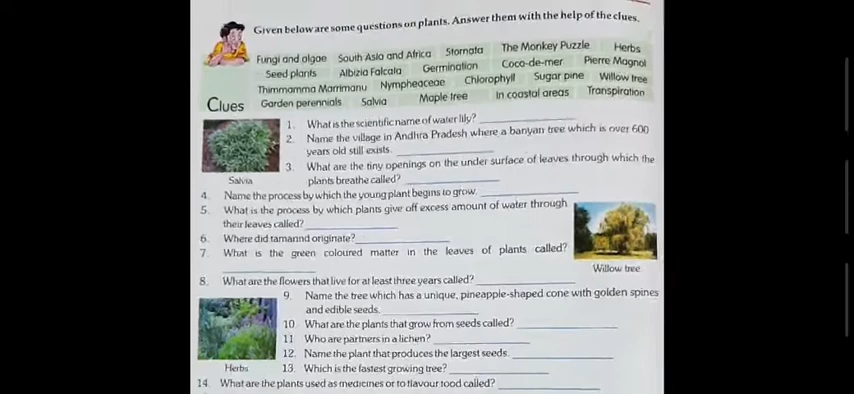 Given below are some questions on plants. Answer them with the help of the clues.
Fungi and algae South Asia and Africa Stomata The Monkey Puzzle Herbs
Seed plants Albizia Falcala Germination Coco-de-mer Pierre Magnol
Thimmamma Marrimanu Nympheaceae Chlorophyll Sugar pine Willow tree
Clues Garden perennials Salvia Maple tree In coastal areas Transpiration
1. What is the scientific name of water lily?
2. Name the village in Andhra Pradesh where a banyan tree which is over 600
years old still exists.
3. What are the tiny openings on the under surface of leaves through which the
Salvia
plants breathe called?
4. Name the process by which the young plant begins to grow.
5. What is the process by which plants give off excess amount of water through
their leaves called?
6. Where did tamarind originate?
7. What is the green coloured matter in the leaves of plants called?
Willow tree
8. What are the flowers that live for at least three years called?
9. Name the tree which has a unique, pineapple-shaped cone with golden spines
and edible seeds.
10. What are the plants that grow from seeds called?
11 Who are partners in a lichen?
12. Name the plant that produces the largest seeds.
Herbs
13. Which is the fastest growing tree?
14. What are the plants used as medicines or to flavour food called?